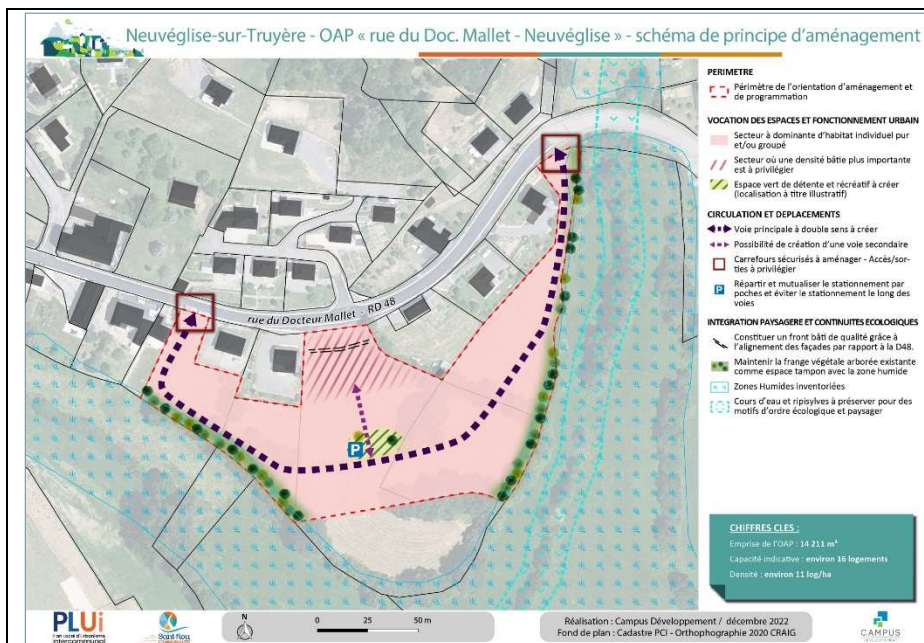 Neuvéglise-sur-Truyère - OAP « rue du Doc. Mallet - Neuvéglise » - schéma de principe d'aménagement
PERIMETRE
Périmètre de l'orientation d'aménagement et
de programmation
VOCATION DES ESPACES ET FONCTIONNEMENT URBAIN
Secteur à dominante d'habitat individuel pur
et/ou groupé
Secteur où une densité bâtie plus importante
est à privilégier
Espace vert de détente et récréatif à créer
(localisation à titre illustratif)
CIRCULATION ET DEPLACEMENTS
Voie principale à double sens à créer
Possibilité de création d'une voie secondaire
Carrefours sécurisés à aménager - Accès/sor-
ties à privilégier
P
Répartir et mutualiser le stationnement par
poches et éviter le stationnement le long des
voies
INTEGRATION PAYSAGERE ET CONTINUITES ECOLOGIQUES
Constituer un front bâti de qualité grâce à
l'alignement des façades par rapport à la D48.
Maintenir la frange végétale arborée existante
comme espace tampon avec la zone humide
Zones Humides inventoriées
Cours d'eau et ripisylves à préserver pour des
motifs d'ordre écologique et paysager
rue du Docteur Mallet - RD 48
P
CHIFFRES CLES :
Emprise de l'OAP : 14 211 m²
Capacité indicative : environ 16 logements
Densité : environ 11 log/ha
PLUi
Plan Local d'Urbanisme
intercommunal
Saint-Flour
N
0 25 50 m
Réalisation : Campus Développement / décembre 2022
Fond de plan : Cadastre PCI - Orthophographie 2020 CRAIG
CAMPUS